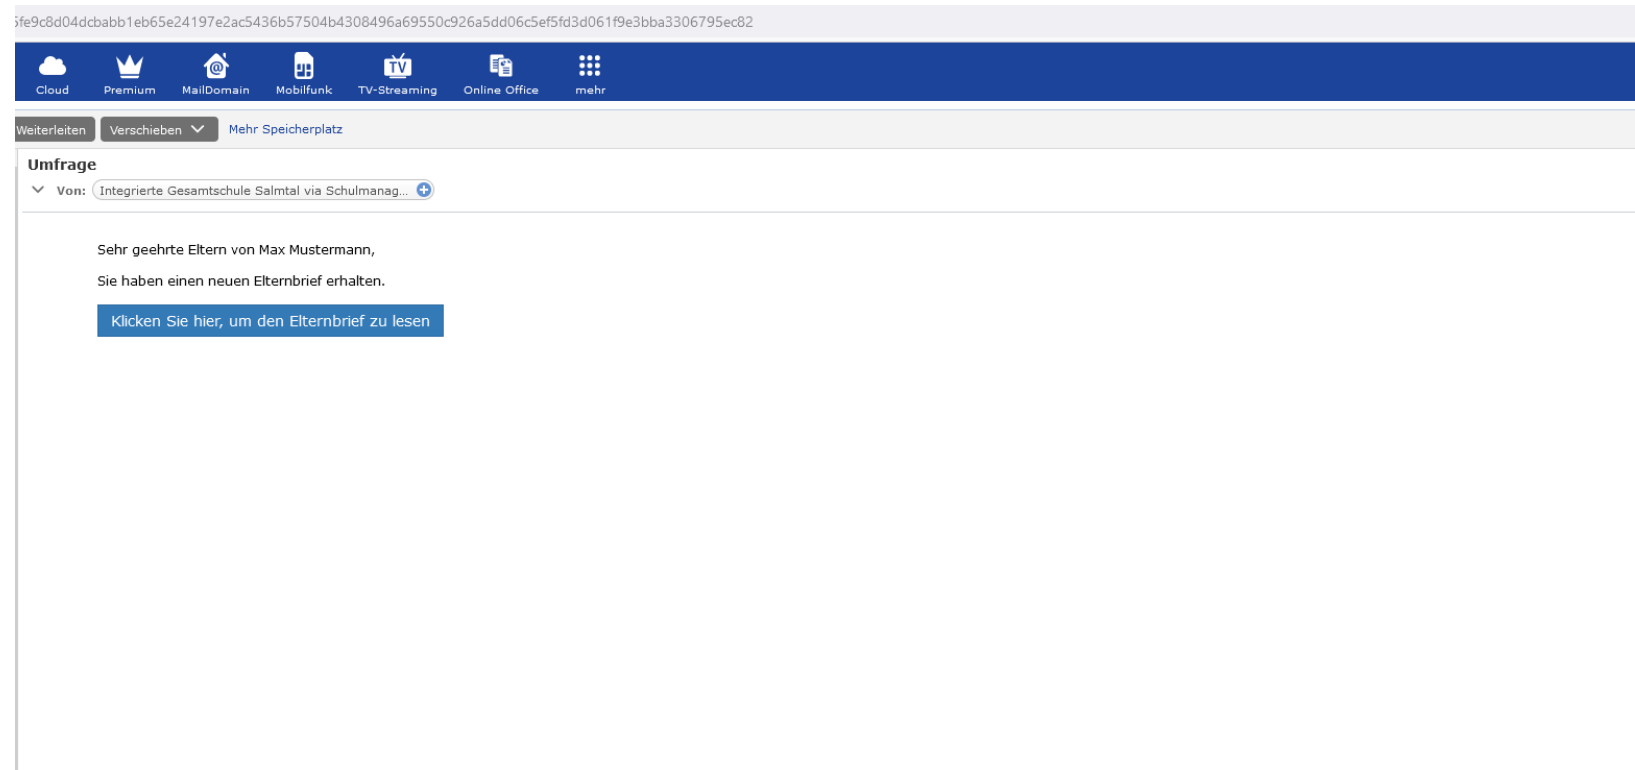 5fe9c8d04dcbabb1eb65e24197e2ac5436b57504b4308496a69550c926a5dd06c5ef5fd3d061f9e3bba3306795ec82
Cloud Premium MailDomain Mobilfunk TV-Streaming Online Office mehr
Weiterleiten Verschieben Mehr Speicherplatz
Umfrage
Von: Integrierte Gesamtschule Salmtal via Schulmanag...
Sehr geehrte Eltern von Max Mustermann,
Sie haben einen neuen Elternbrief erhalten.
Klicken Sie hier, um den Elternbrief zu lesen